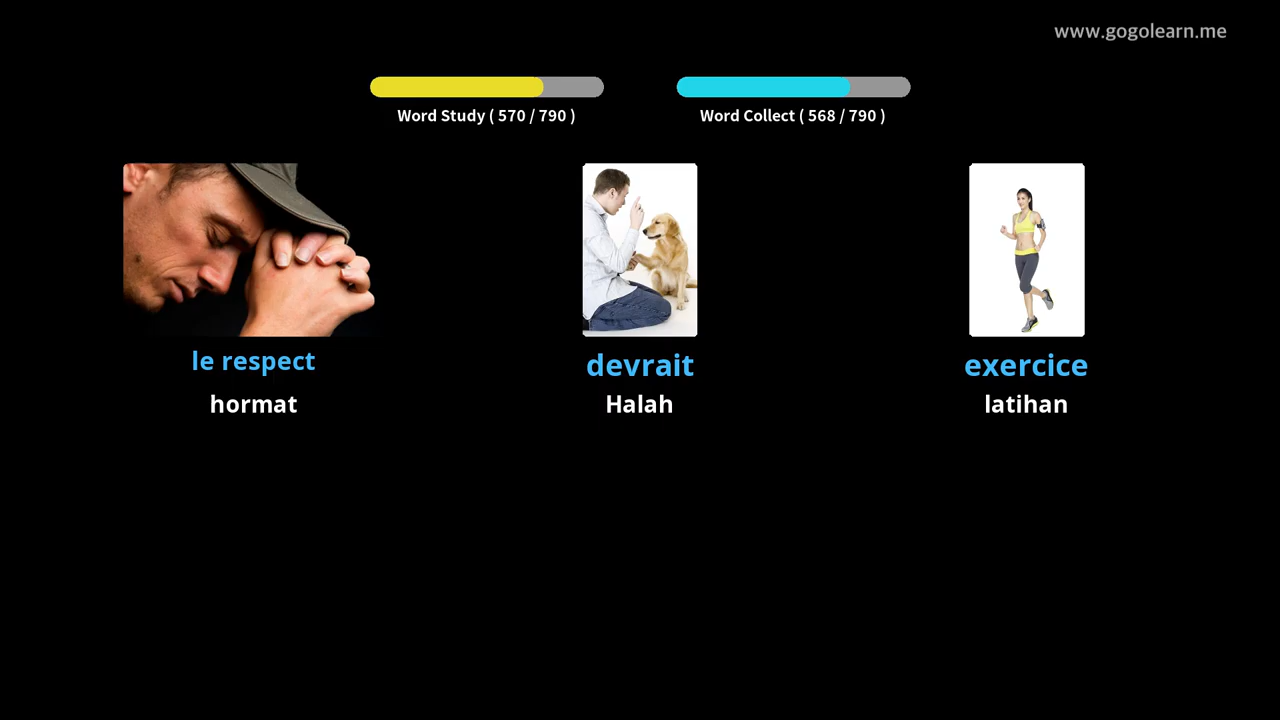 www.gogolearn.me
Word Study ( 570 / 790 )
Word Collect ( 568 / 790 )
le respect
hormat
devrait
Halah
exercice
latihan